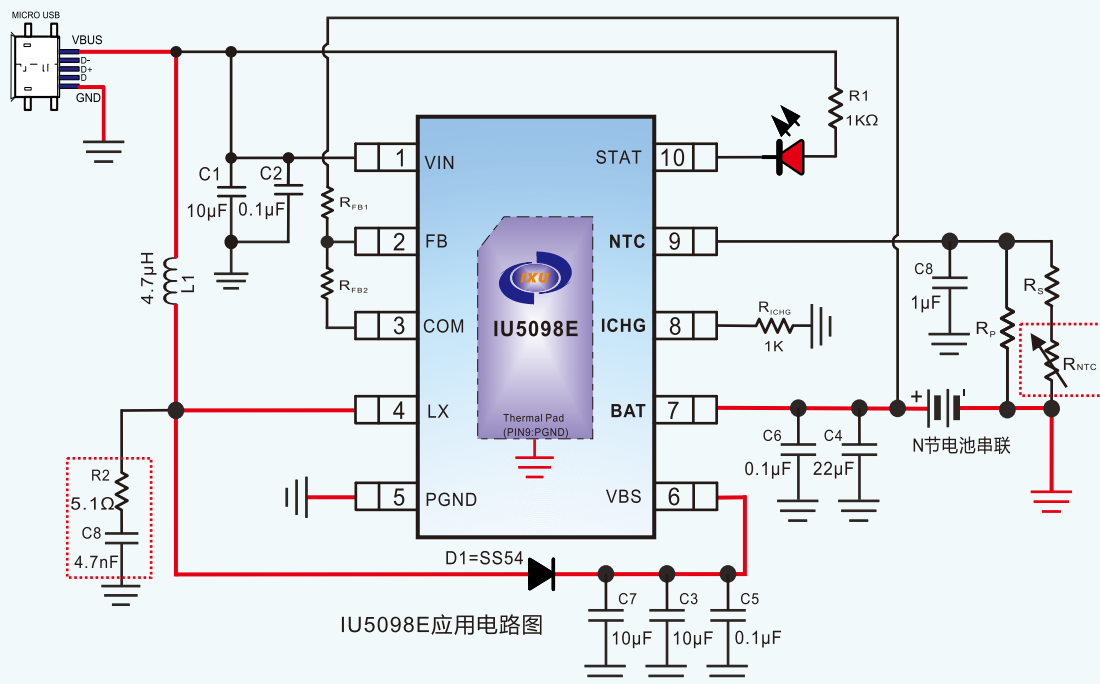 MICRO USB
VBUS
D-
D+
D
GND
R1
1KΩ
C1
10μF
C2
0.1μF
4.7μH
L1
RFB1
RFB2
1
VIN
2
FB
3
COM
4
LX
5
PGND
STAT
10
NTC
9
ICHG
8
BAT
7
VBS
6
IXU
IU5098E
Thermal Pad
(PIN9:PGND)
RICHG
1K
C8
1μF
RS
RP
RNTC
+
N节电池串联
C6
0.1μF
C4
22μF
R2
5.1Ω
C8
4.7nF
D1=SS54
C7
10μF
C3
10μF
C5
0.1μF
IU5098E应用电路图